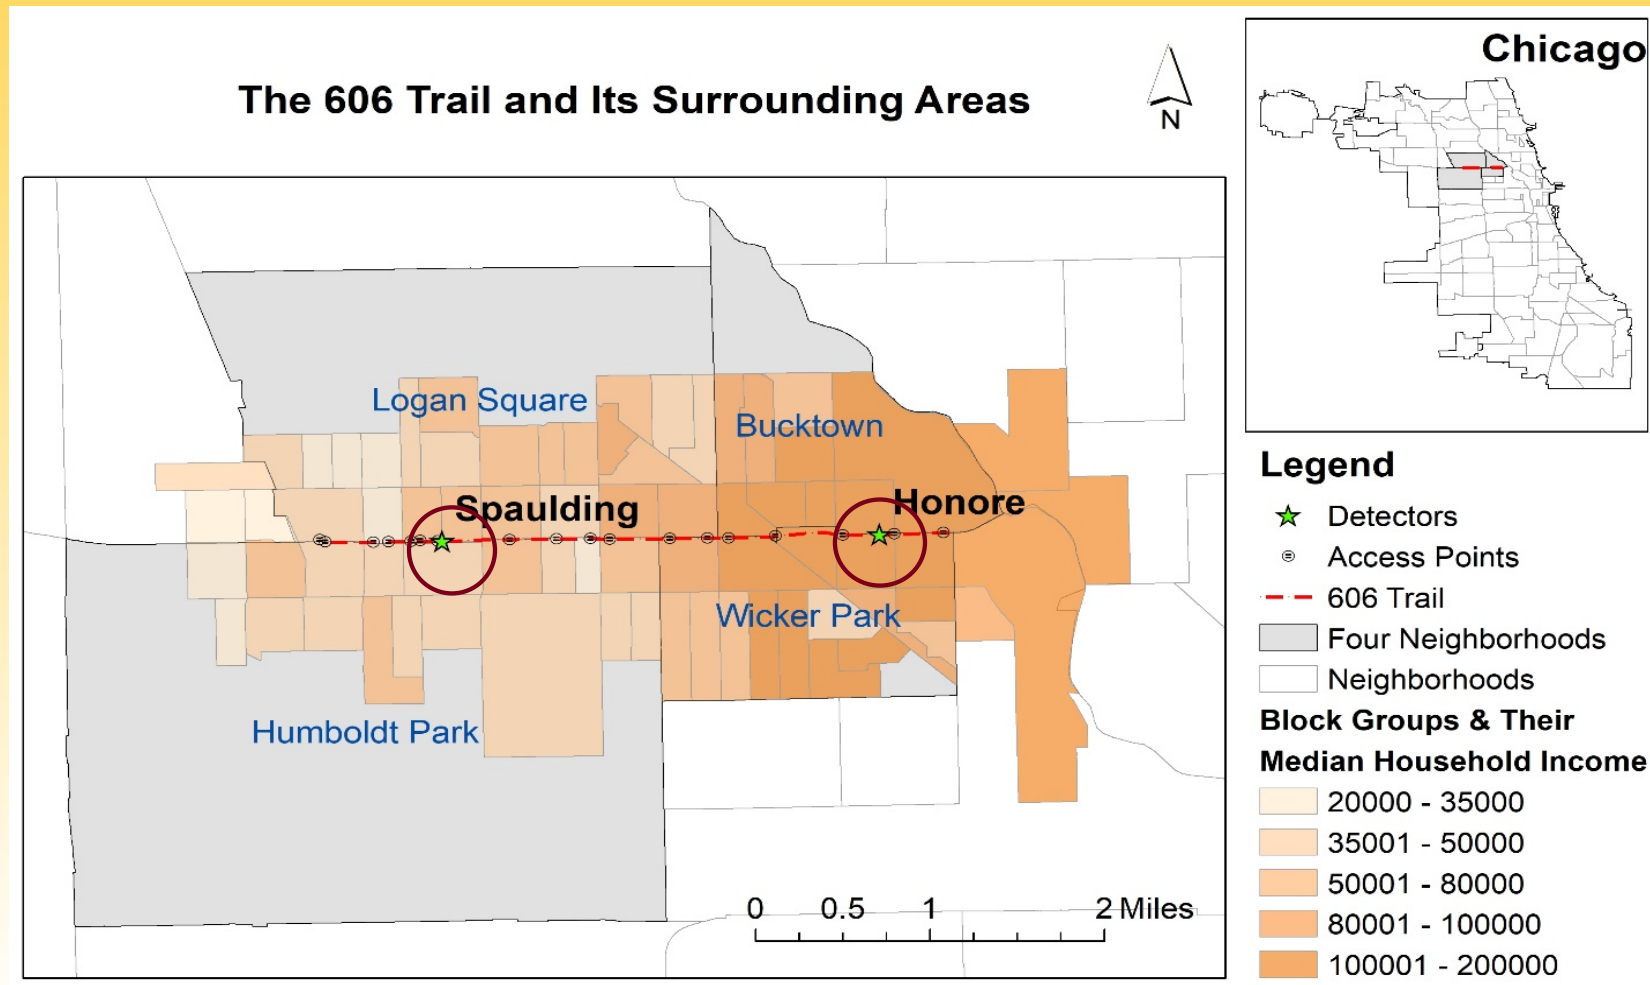 The 606 Trail and Its Surrounding Areas
N
Chicago
Logan Square
Bucktown
Spaulding
Honore
Wicker Park
Humboldt Park
0 0.5 1 2 Miles
Legend
Detectors
Access Points
606 Trail
Four Neighborhoods
Neighborhoods
Block Groups & Their
Median Household Income
20000 - 35000
35001 - 50000
50001 - 80000
80001 - 100000
100001 - 200000